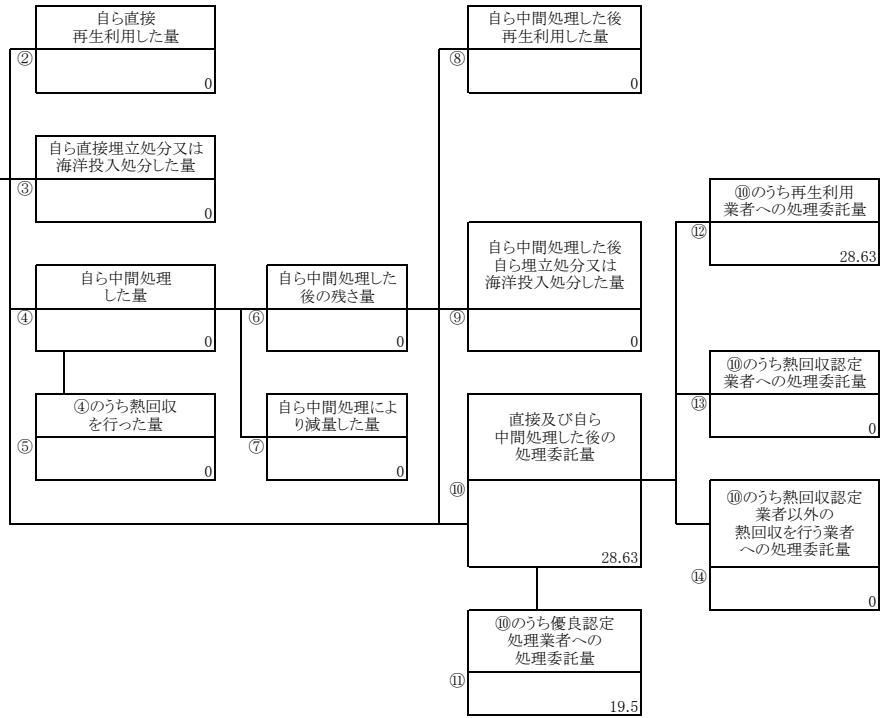 自ら直接
再生利用した量
②
0
自ら中間処理した後
再生利用した量
⑧
0
自ら直接埋立処分又は
海洋投入処分した量
③
0
⑩のうち再生利用
業者への処理委託量
⑫
28.63
自ら中間処理
した量
④
0
自ら中間処理した
後の残さ量
⑥
0
自ら中間処理した後
自ら埋立処分又は
海洋投入処分した量
⑨
0
⑩のうち熱回収認定
業者への処理委託量
⑬
0
④のうち熱回収
を行った量
⑤
0
自ら中間処理によ
り減量した量
⑦
0
直接及び自ら
中間処理した後の
処理委託量
⑩
28.63
⑩のうち熱回収認定
業者以外の
熱回収を行う業者
への処理委託量
⑭
0
⑩のうち優良認定
処理業者への
処理委託量
⑪
19.5